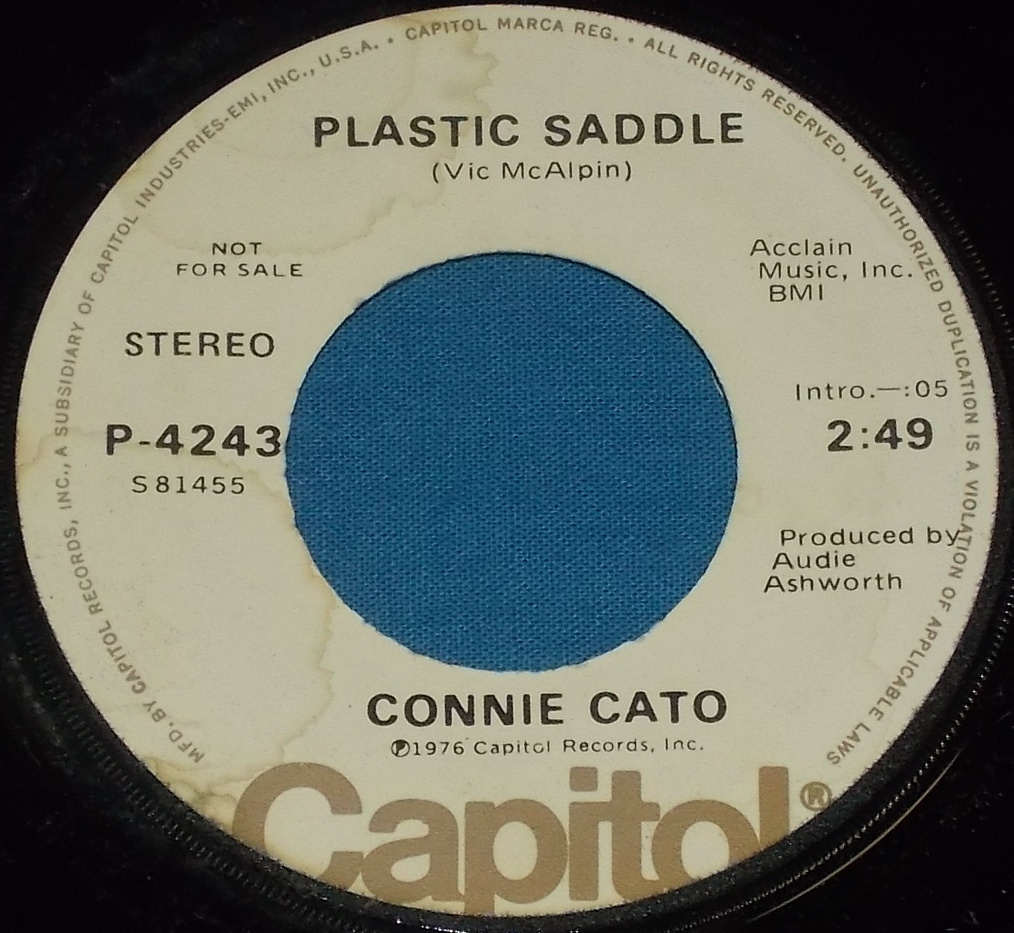 MFD. BY CAPITOL RECORDS, INC., A SUBSIDIARY OF CAPITOL INDUSTRIES-EMI, INC., U.S.A. • CAPITOL MARCA REG. • ALL RIGHTS RESERVED. UNAUTHORIZED DUPLICATION IS A VIOLATION OF APPLICABLE LAWS
PLASTIC SADDLE
(Vic McAlpin)
NOT
FOR SALE
STEREO
P-4243
S81455
Acclain
Music, Inc.
BMI
Intro.—:05
2:49
Produced by
Audie
Ashworth
CONNIE CATO
℗1976 Capitol Records, Inc.
Capitol®